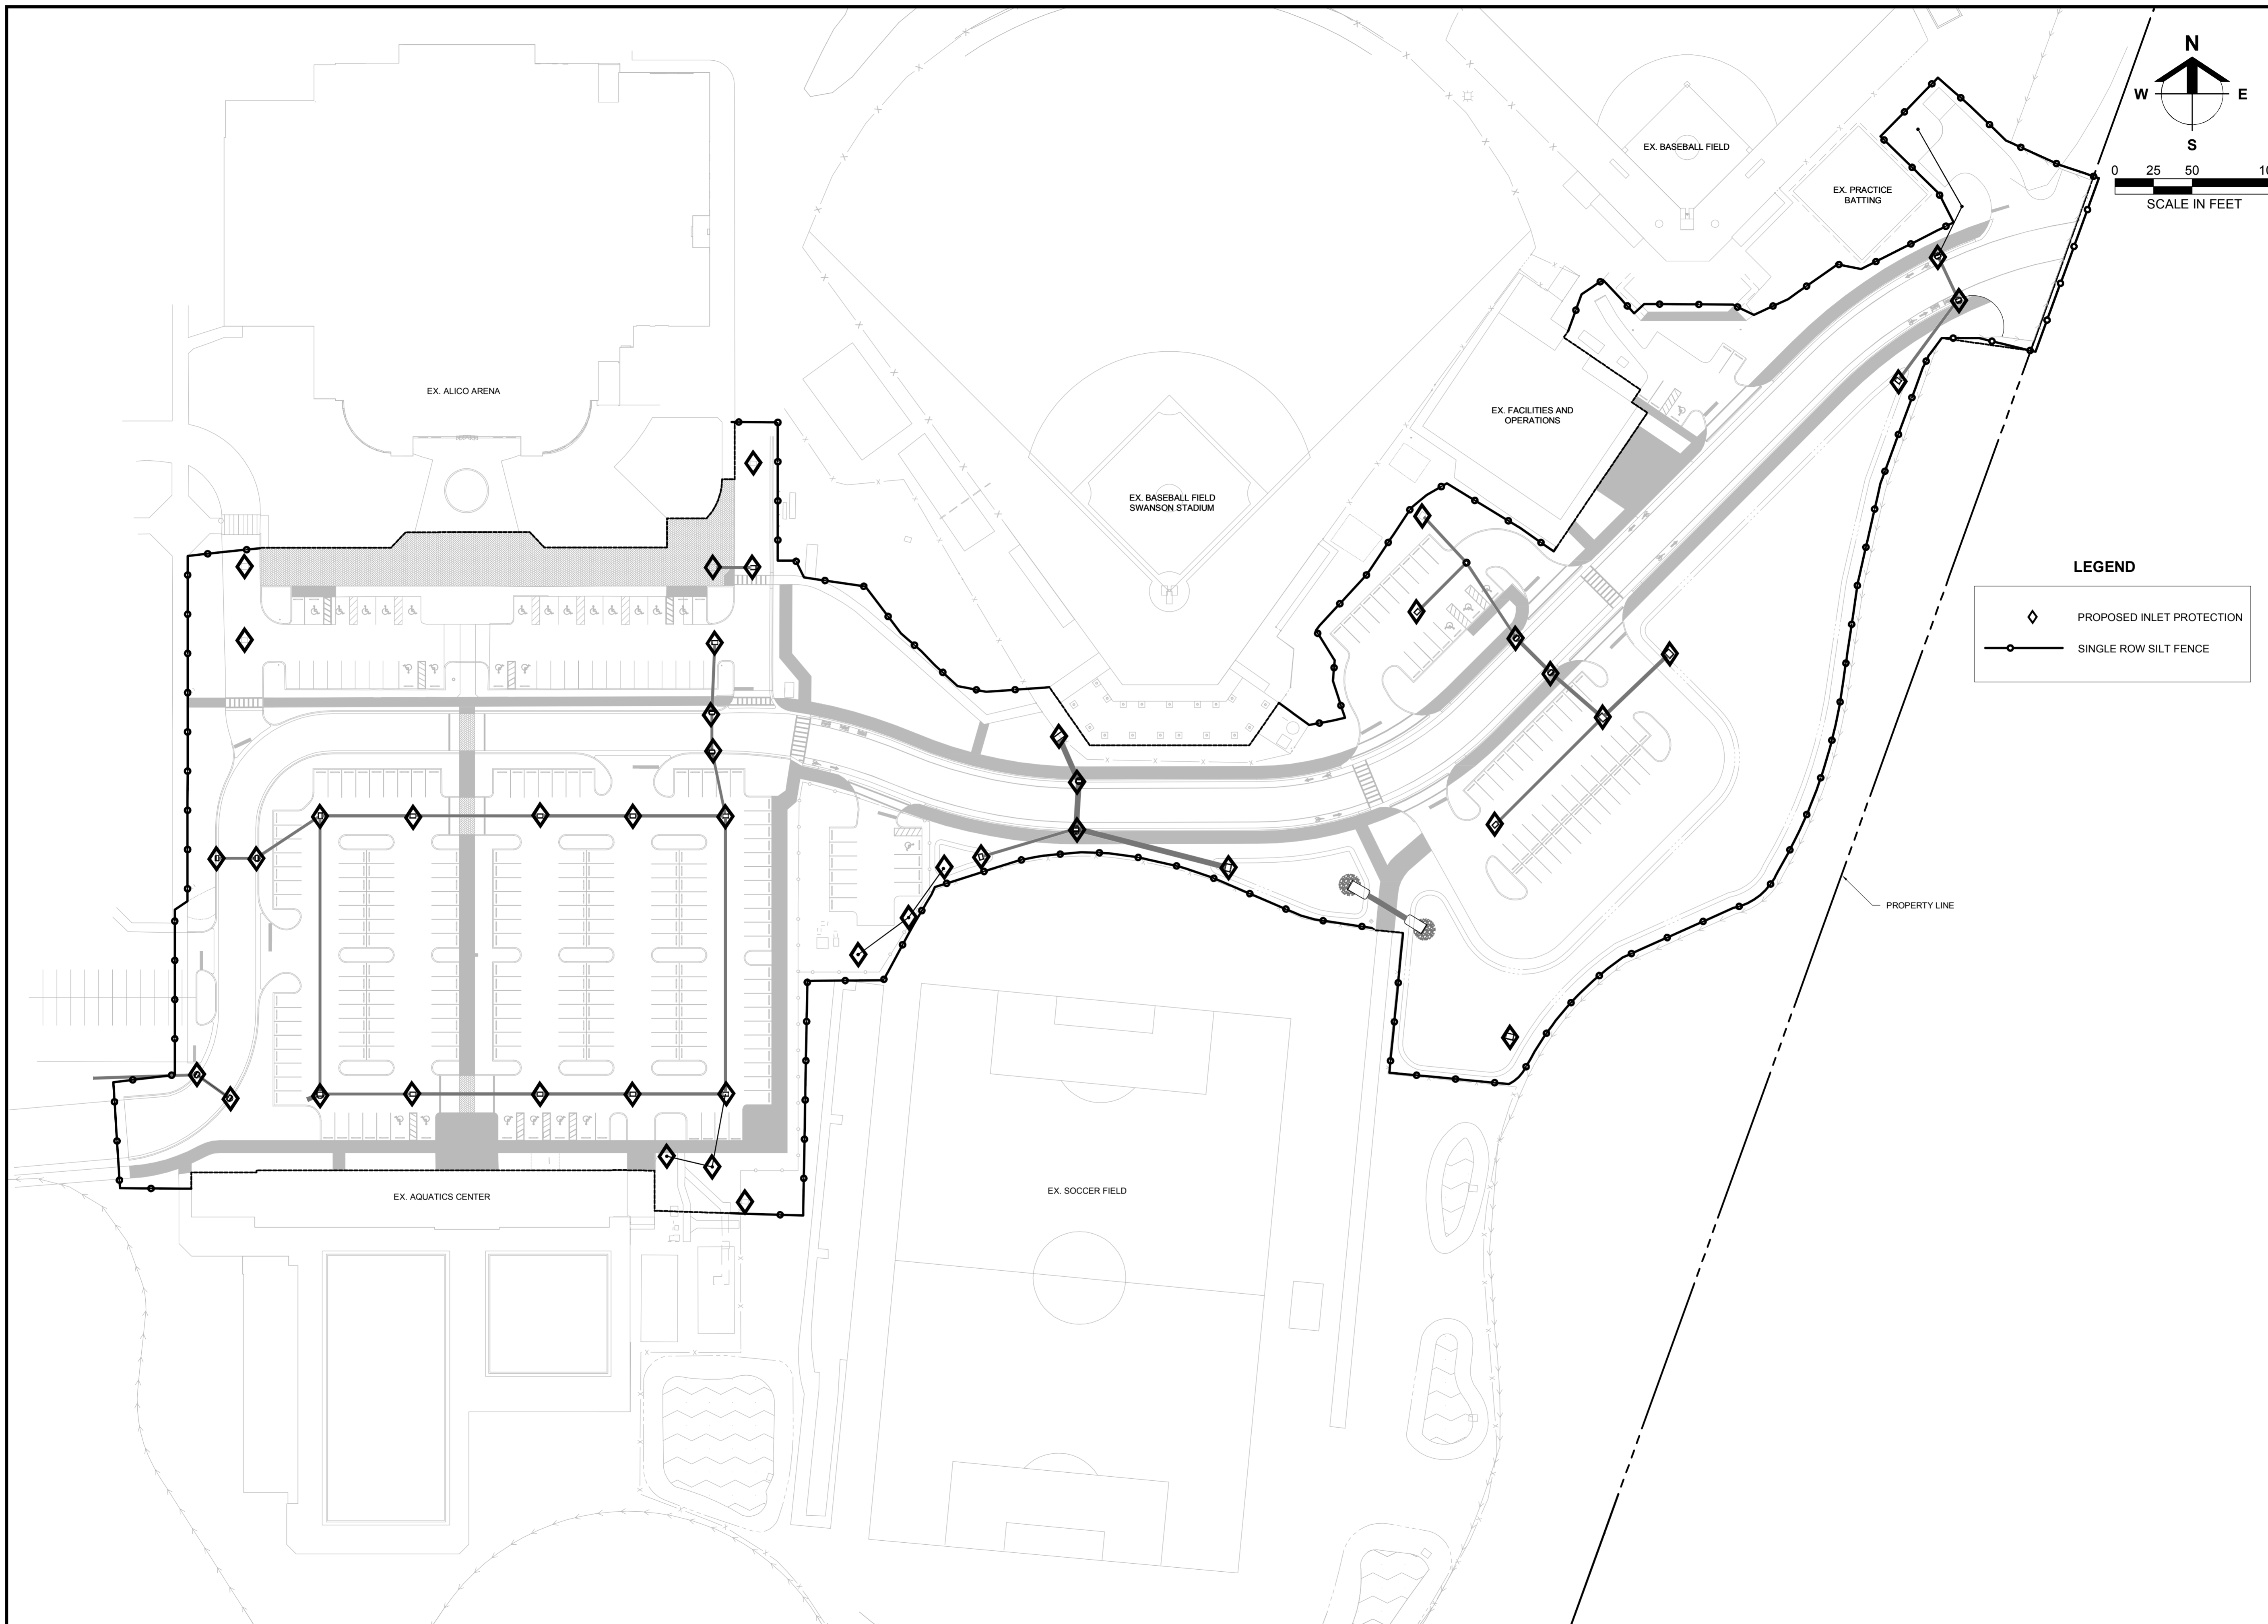 N
W E
S
0 25 50 10
SCALE IN FEET
EX. BASEBALL FIELD
EX. PRACTICE
BATTING
EX. ALICO ARENA
EX. FACILITIES AND
OPERATIONS
EX. BASEBALL FIELD
SWANSON STADIUM
LEGEND
PROPOSED INLET PROTECTION
SINGLE ROW SILT FENCE
PROPERTY LINE
EX. AQUATICS CENTER
EX. SOCCER FIELD